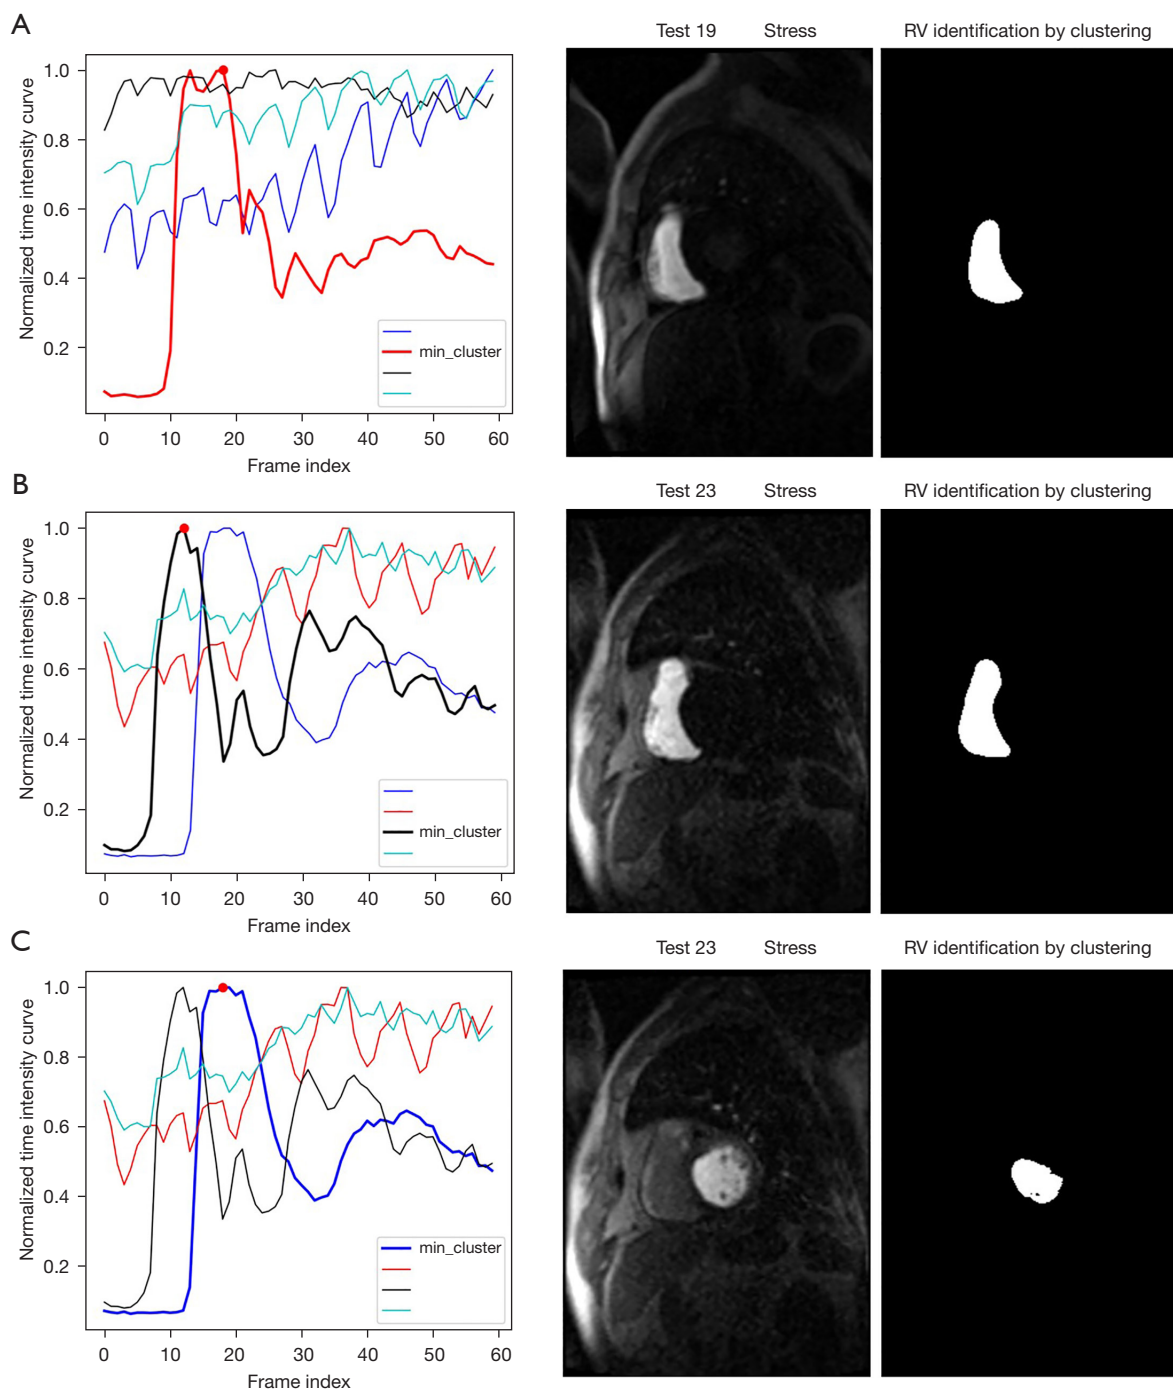 A
Test 19 Stress RV identification by clustering
1.0
0.8
0.6
0.4
0.2
Normalized time intensity curve
min_cluster
0 10 20 30 40 50 60
Frame index
B
Test 23 Stress RV identification by clustering
1.0
0.8
0.6
0.4
0.2
Normalized time intensity curve
min_cluster
0 10 20 30 40 50 60
Frame index
C
Test 23 Stress RV identification by clustering
1.0
0.8
0.6
0.4
0.2
Normalized time intensity curve
min_cluster
0 10 20 30 40 50 60
Frame index